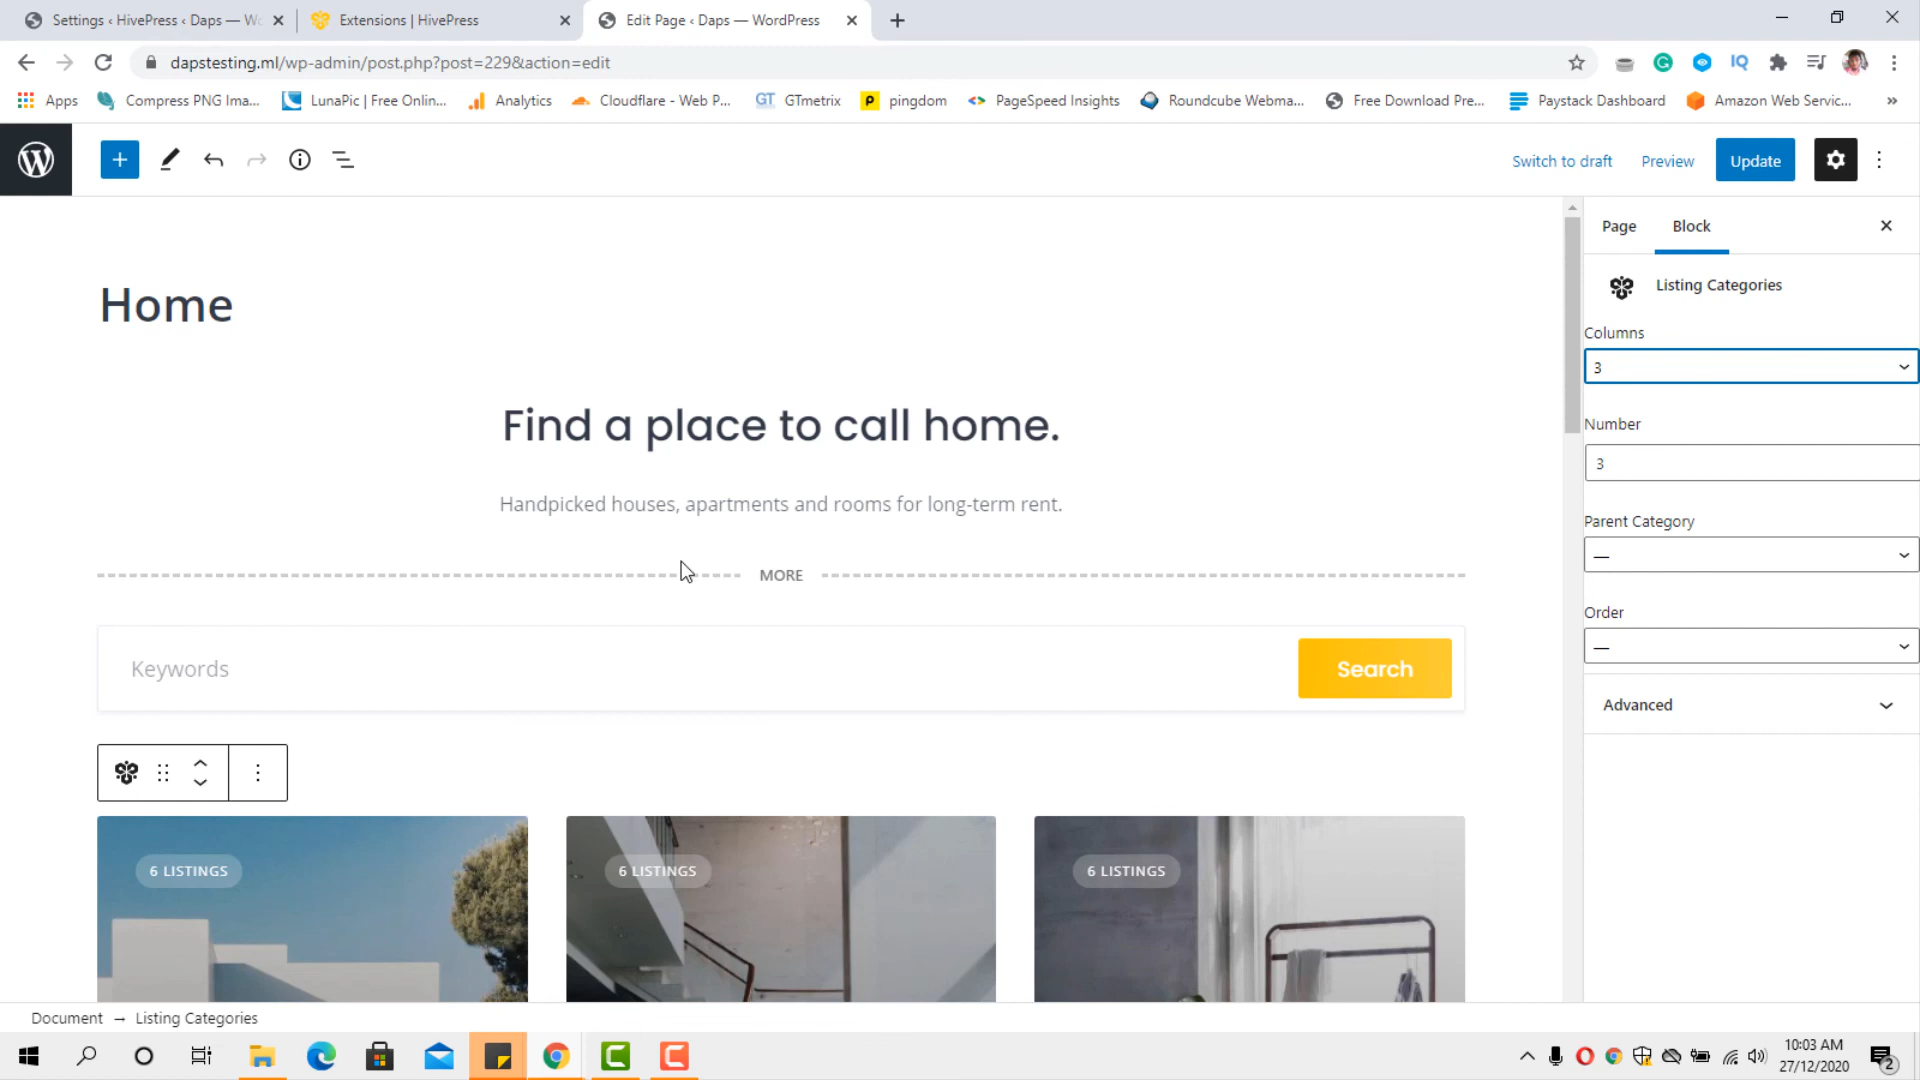 Settings ‹ HivePress ‹ Daps — Wo
Extensions | HivePress
Edit Page ‹ Daps — WordPress
dapstesting.ml/wp-admin/post.php?post=229&action=edit
Apps
Compress PNG Ima...
LunaPic | Free Onlin...
Analytics
Cloudflare - Web P...
GTmetrix
pingdom
PageSpeed Insights
Roundcube Webma...
Free Download Pre...
Paystack Dashboard
Amazon Web Servic...
Switch to draft
Preview
Update
Page
Block
Listing Categories
Columns
3
Number
3
Parent Category
—
Order
—
Advanced
Home
Find a place to call home.
Handpicked houses, apartments and rooms for long-term rent.
MORE
Keywords
Search
6 LISTINGS
6 LISTINGS
6 LISTINGS
Document → Listing Categories
10:03 AM
27/12/2020
2